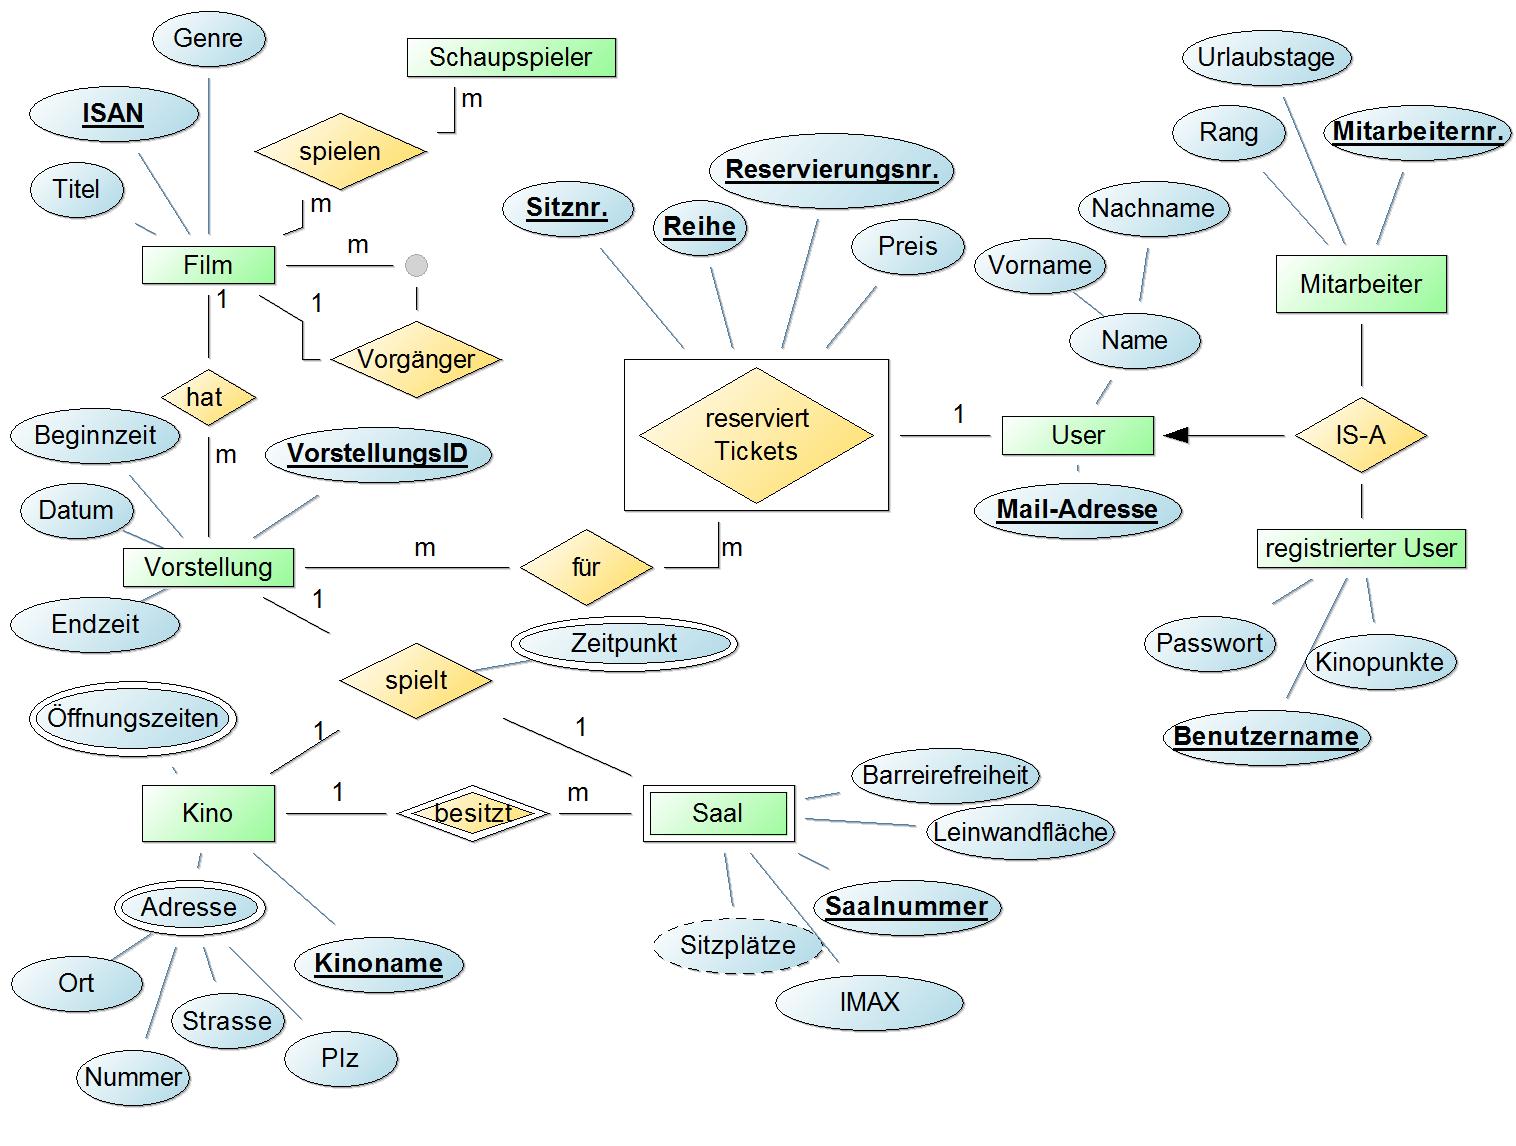 Genre
Schaupspieler
ISAN
m
spielen
Titel
m
Film
m
1
1
Vorgänger
hat
m
Beginnzeit
VorstellungsID
Datum
Vorstellung
m
für
m
Endzeit
1
Sitznr.
Reihe
Reservierungsnr.
Preis
reserviert
Tickets
1
User
Mail-Adresse
Name
Vorname
Nachname
Urlaubstage
Rang
Mitarbeiternr.
Mitarbeiter
IS-A
registrierter User
Passwort
Kinopunkte
Benutzername
Zeitpunkt
spielt
Öffnungszeiten
1
1
Kino
1
besitzt
m
Saal
Barreirefreiheit
Leinwandfläche
Saalnummer
Sitzplätze
IMAX
Adresse
Kinoname
Ort
Strasse
Nummer
Plz